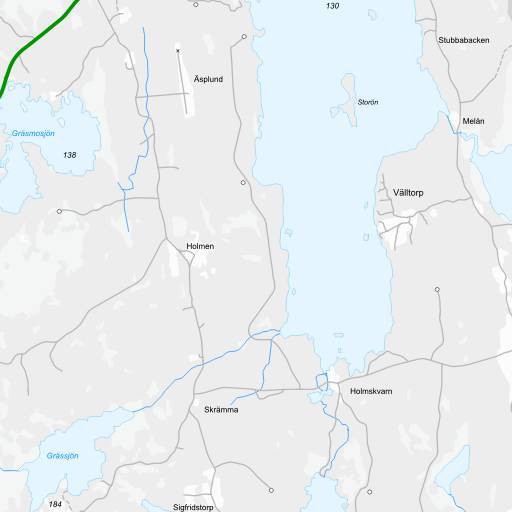 130
Stubbabacken
Äsplund
Storön
Melån
Gräsmosjön
138
Välltorp
Holmen
Holmskvarn
Skrämma
Grässjön
184
Sigfridstorp